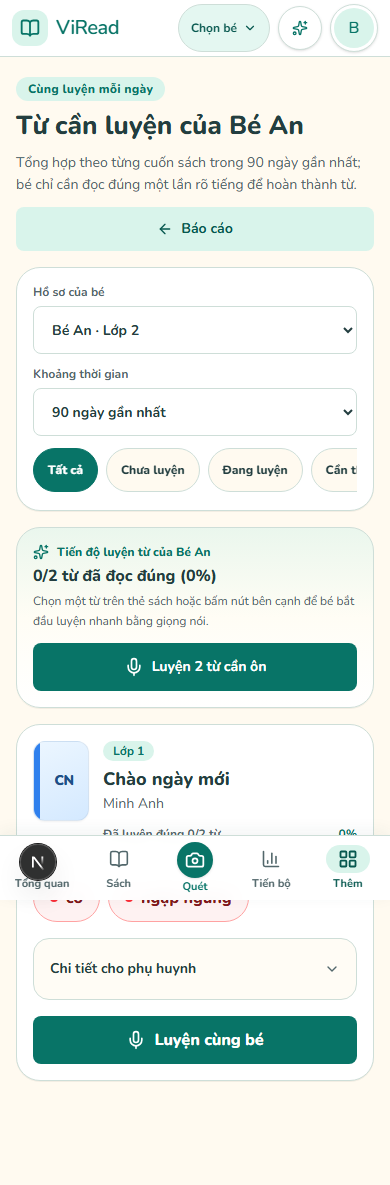 ViRead
Chọn bé
B
Cùng luyện mỗi ngày
Từ cần luyện của Bé An
Tổng hợp theo từng cuốn sách trong 90 ngày gần nhất;
bé chỉ cần đọc đúng một lần rõ tiếng để hoàn thành từ.
Báo cáo
Hồ sơ của bé
Bé An · Lớp 2
Khoảng thời gian
90 ngày gần nhất
Tất cả
Chưa luyện
Đang luyện
Cần
Tiến độ luyện từ của Bé An
0/2 từ đã đọc đúng (0%)
Chọn một từ trên thẻ sách hoặc bấm nút bên cạnh để bé bắt
đầu luyện nhanh bằng giọng nói.
Luyện 2 từ cần ôn
CN
Lớp 1
Chào ngày mới
Minh Anh
Đã luyện đúng 0/2 từ
0%
N
Tổng quan
Sách
Quét
Tiến bộ
Thêm
ngập ngừng
Chi tiết cho phụ huynh
Luyện cùng bé